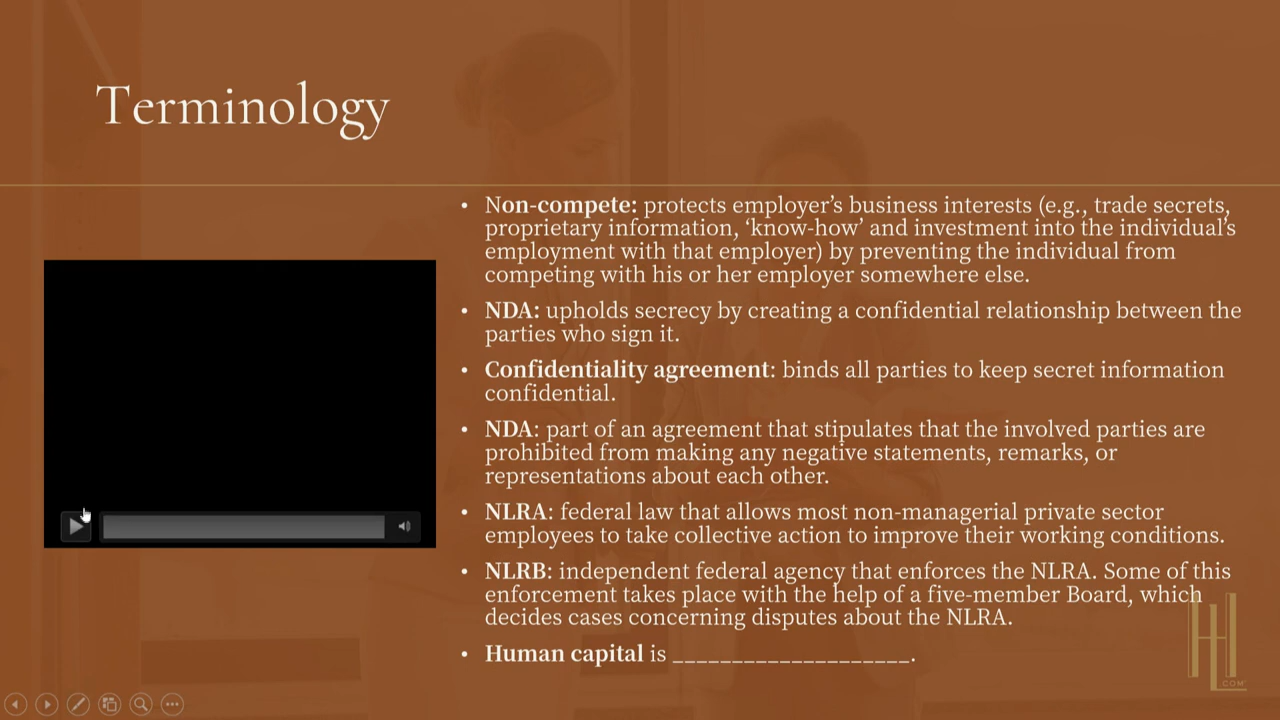 Terminology
• Non-compete: protects employer’s business interests (e.g., trade secrets,
proprietary information, ‘know-how’ and investment into the individual’s
employment with that employer) by preventing the individual from
competing with his or her employer somewhere else.
• NDA: upholds secrecy by creating a confidential relationship between the
parties who sign it.
• Confidentiality agreement: binds all parties to keep secret information
confidential.
• NDA: part of an agreement that stipulates that the involved parties are
prohibited from making any negative statements, remarks, or
representations about each other.
• NLRA: federal law that allows most non-managerial private sector
employees to take collective action to improve their working conditions.
• NLRB: independent federal agency that enforces the NLRA. Some of this
enforcement takes place with the help of a five-member Board, which
decides cases concerning disputes about the NLRA.
• Human capital is ____________________.
HL
.COM